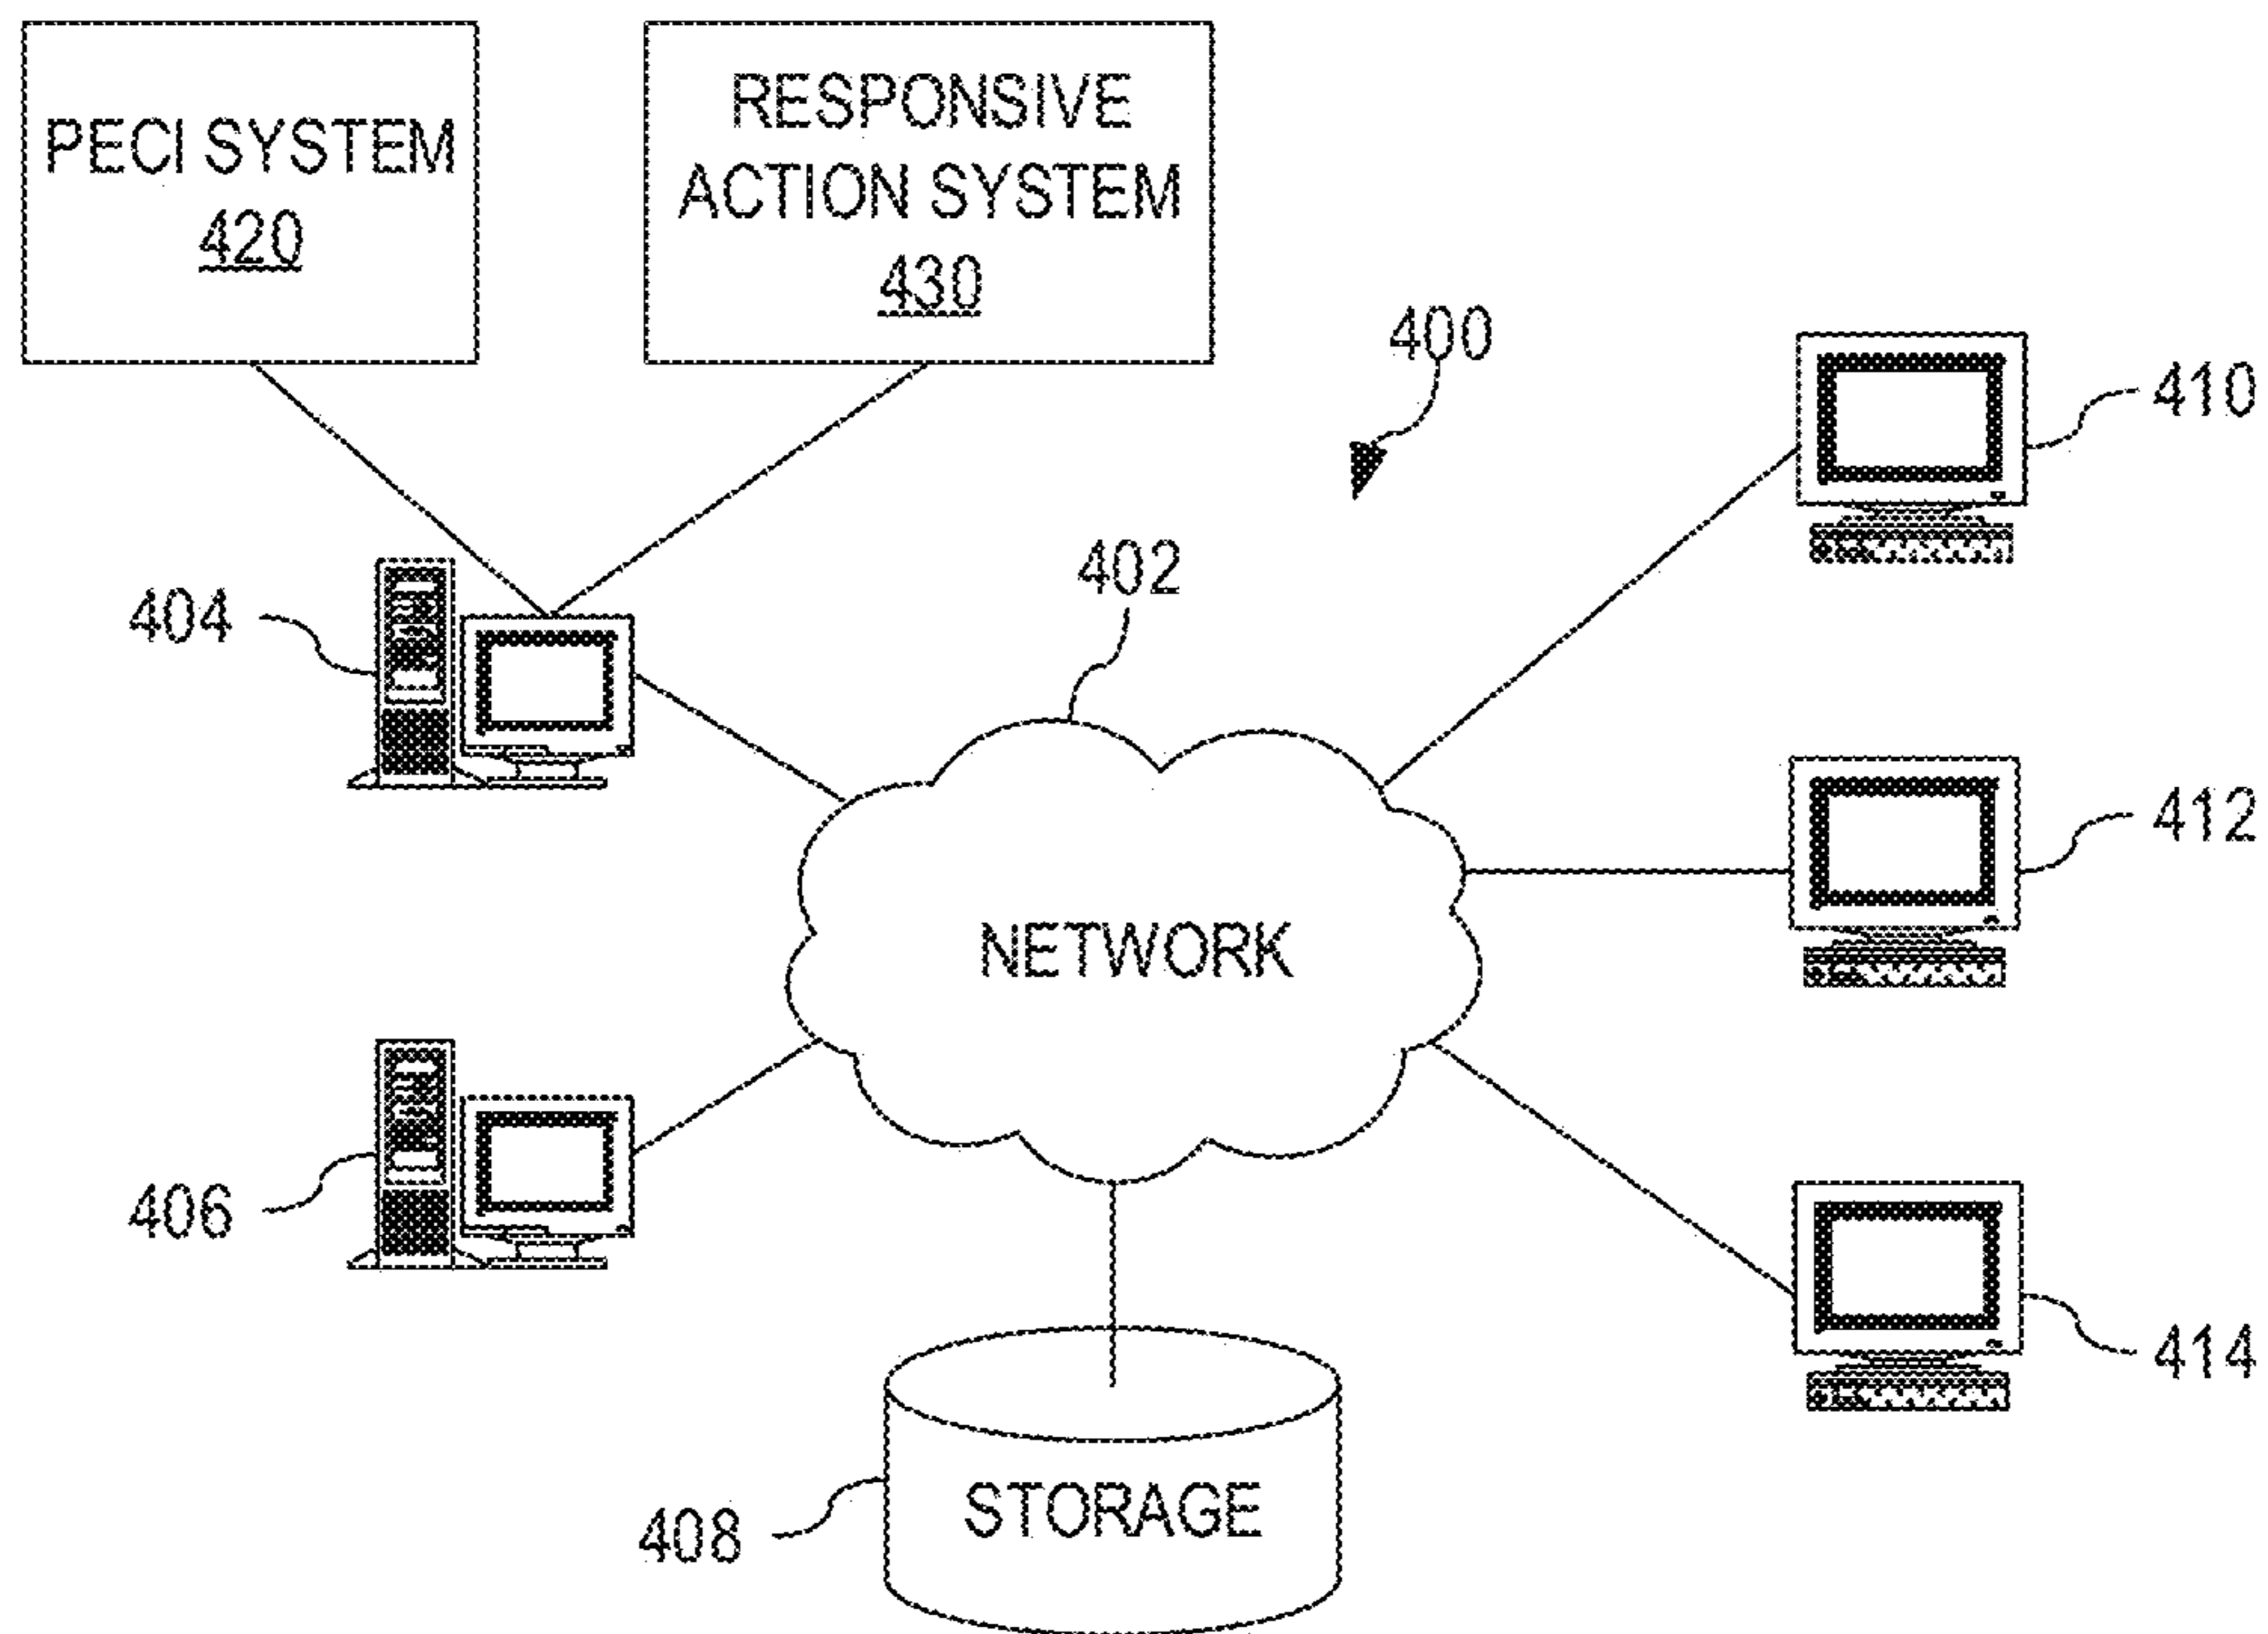 PECI SYSTEM
420
RESPONSIVE
ACTION SYSTEM
430
400
410
402
404
412
NETWORK
406
414
STORAGE
408